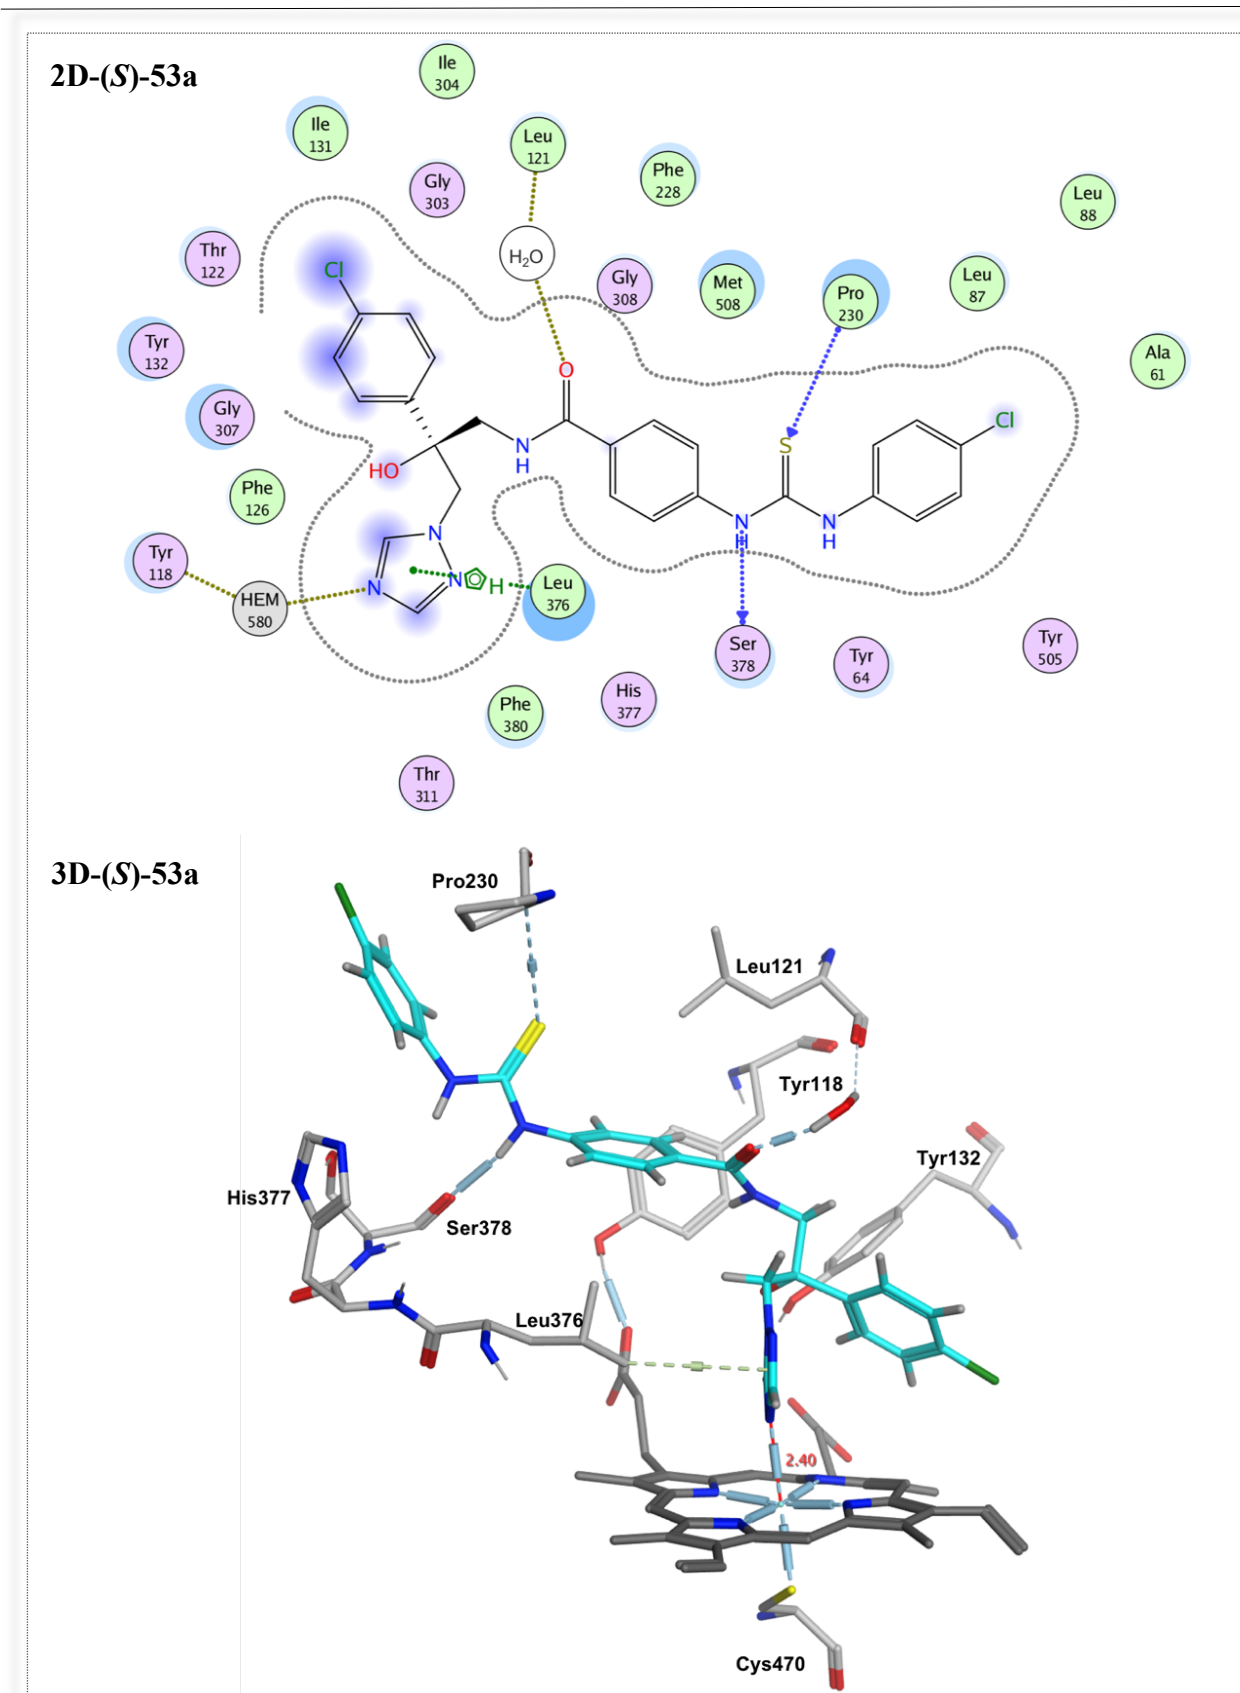 2D-(S)-53a
Ile
304
Ile
131
Leu
121
Gly
303
Phe
228
Leu
88
Thr
122
H₂O
Cl
Gly
308
Met
508
Pro
230
Leu
87
Tyr
132
Ala
61
O
Gly
307
Cl
HO
N
H
S
Phe
126
N
H
N
H
N
Tyr
118
N
N
H
Leu
376
HEM
580
Ser
378
Tyr
64
Tyr
505
His
377
Phe
380
Thr
311
3D-(S)-53a
Pro230
Leu121
Tyr118
Tyr132
His377
Ser378
Leu376
2.40
Cys470